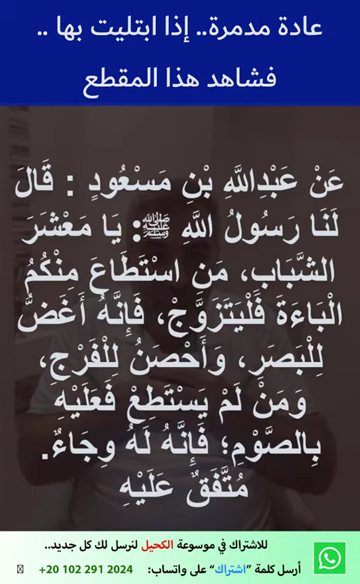 عادة مدمرة.. إذا ابتليت بها ..
فشاهد هذا المقطع
عَنْ عَبْدِاللَّهِ بْنِ مَسْعُودٍ : قَالَ
لَنَا رَسُولُ اللَّهِ ﷺ: يا مَعْشَرَ
الشَّبَابِ، مَنِ اسْتَطَاعَ مِنْكُمُ
الْبَاءَةَ فَلْيَتَزَوَّجْ، فَإِنَّهُ أَغَضُّ
لِلْبَصَرِ، وَأَحْصَنُ لِلْفَرْجِ،
وَمَنْ لَمْ يَسْتَطِعْ فَعَلَيْهِ
بِالصَّوْمِ؛ فَإِنَّهُ لَهُ وِجَاءٌ.
مُتَّفَقٌ عَلَيْهِ
للاشتراك في موسوعة الكحيل لنرسل لك كل جديد..
أرسل كلمة "اشتراك" على واتساب: +20 102 291 2024